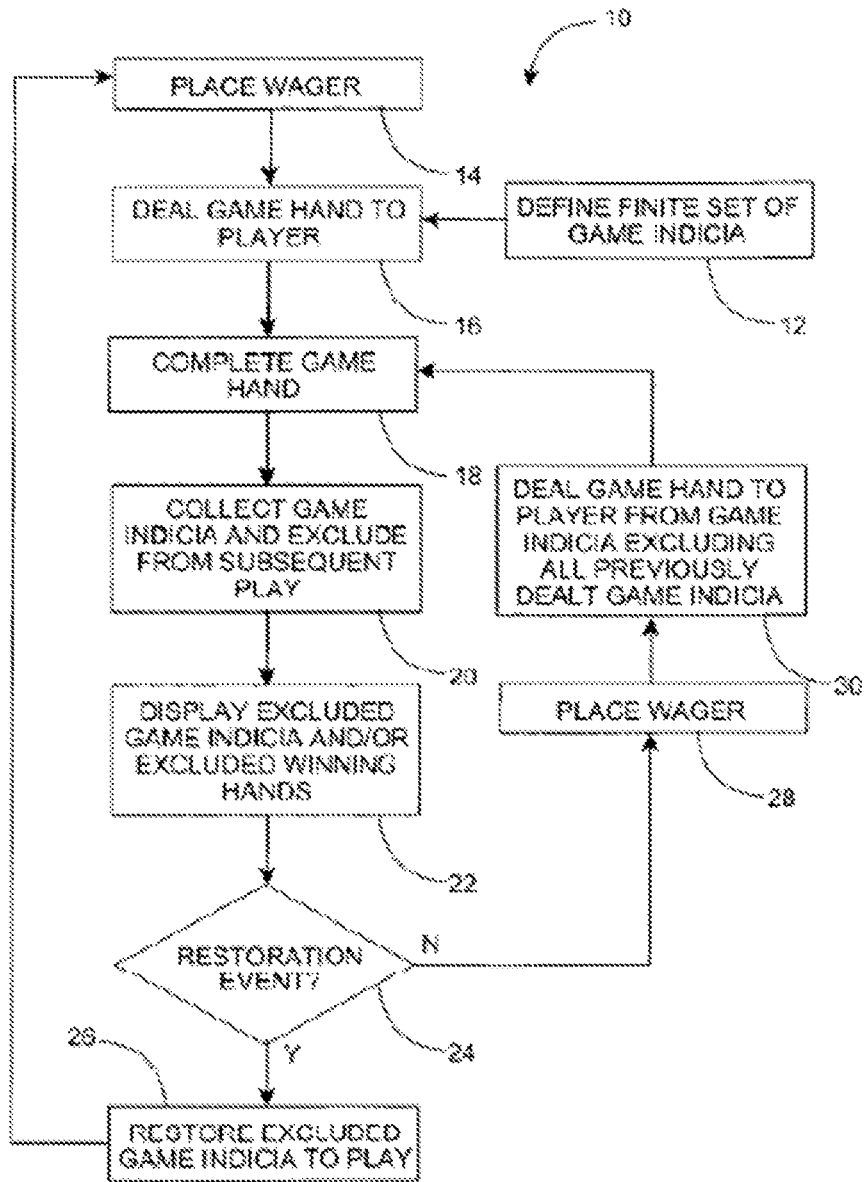 10
PLACE WAGER
14
DEAL GAME HAND TO
PLAYER
16
DEFINE FINITE SET OF
GAME INDICIA
12
COMPLETE GAME
HAND
18
COLLECT GAME
INDICIA AND EXCLUDE
FROM SUBSEQUENT
PLAY
20
DEAL GAME HAND TO
PLAYER FROM GAME
INDICIA EXCLUDING
ALL PREVIOUSLY
DEALT GAME INDICIA
30
DISPLAY EXCLUDED
GAME INDICIA AND/OR
EXCLUDED WINNING
HANDS
22
PLACE WAGER
28
RESTORATION
EVENT?
N
24
Y
26
RESTORE EXCLUDED
GAME INDICIA TO PLAY